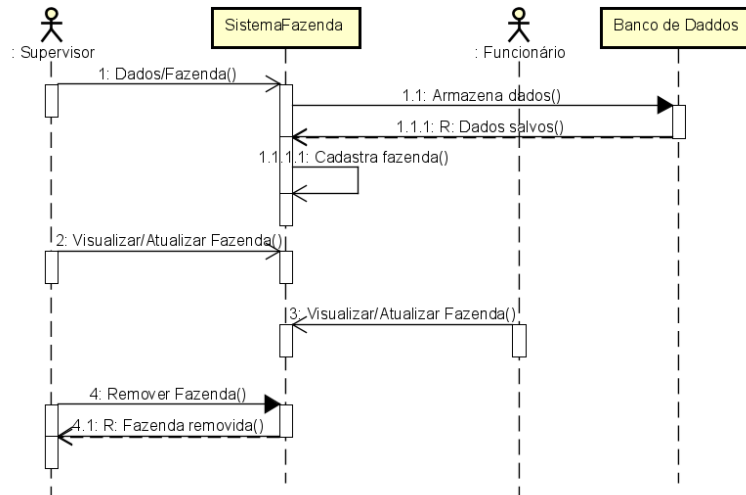 : Supervisor
SistemaFazenda
: Funcionário
Banco de Daddos
1: Dados/Fazenda()
1.1: Armazena dados()
1.1.1: R: Dados salvos()
1.1.1.1: Cadastra fazenda()
2: Visualizar/Atualizar Fazenda()
3: Visualizar/Atualizar Fazenda()
4: Remover Fazenda()
4.1: R: Fazenda removida()